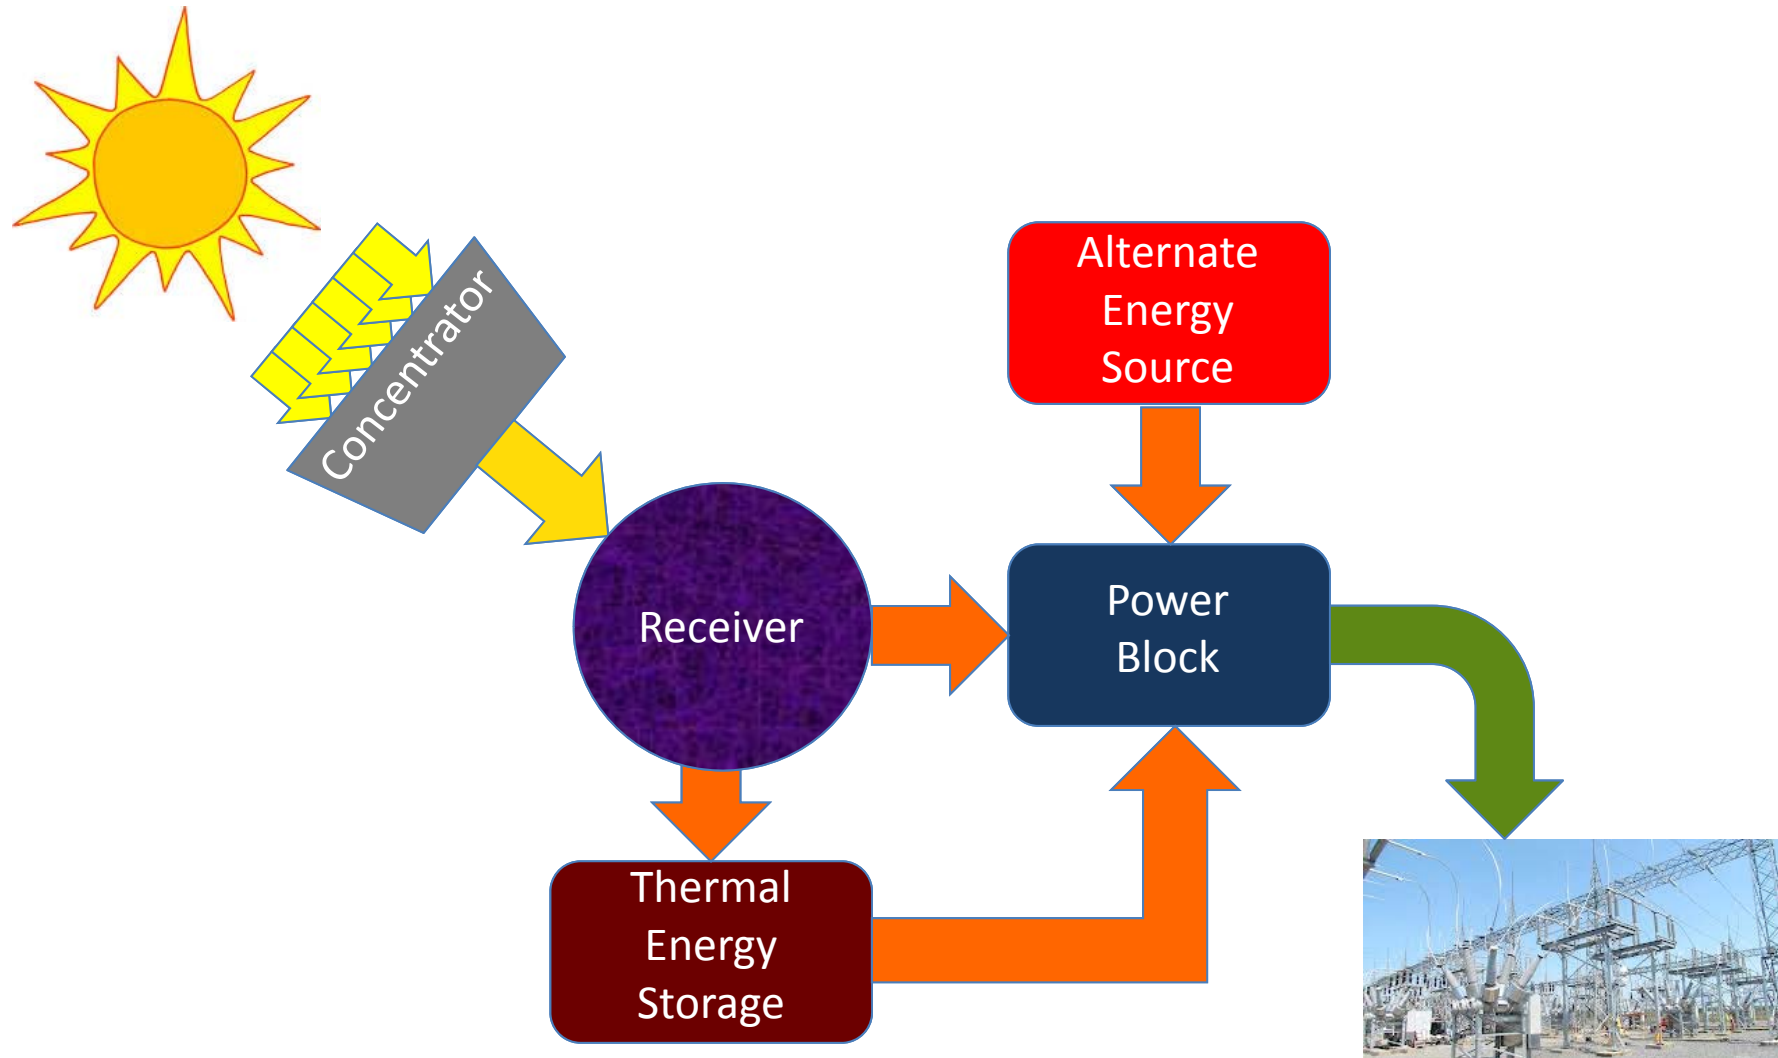 Concentrator
Alternate
Energy
Source
Receiver
Power
Block
Thermal
Energy
Storage